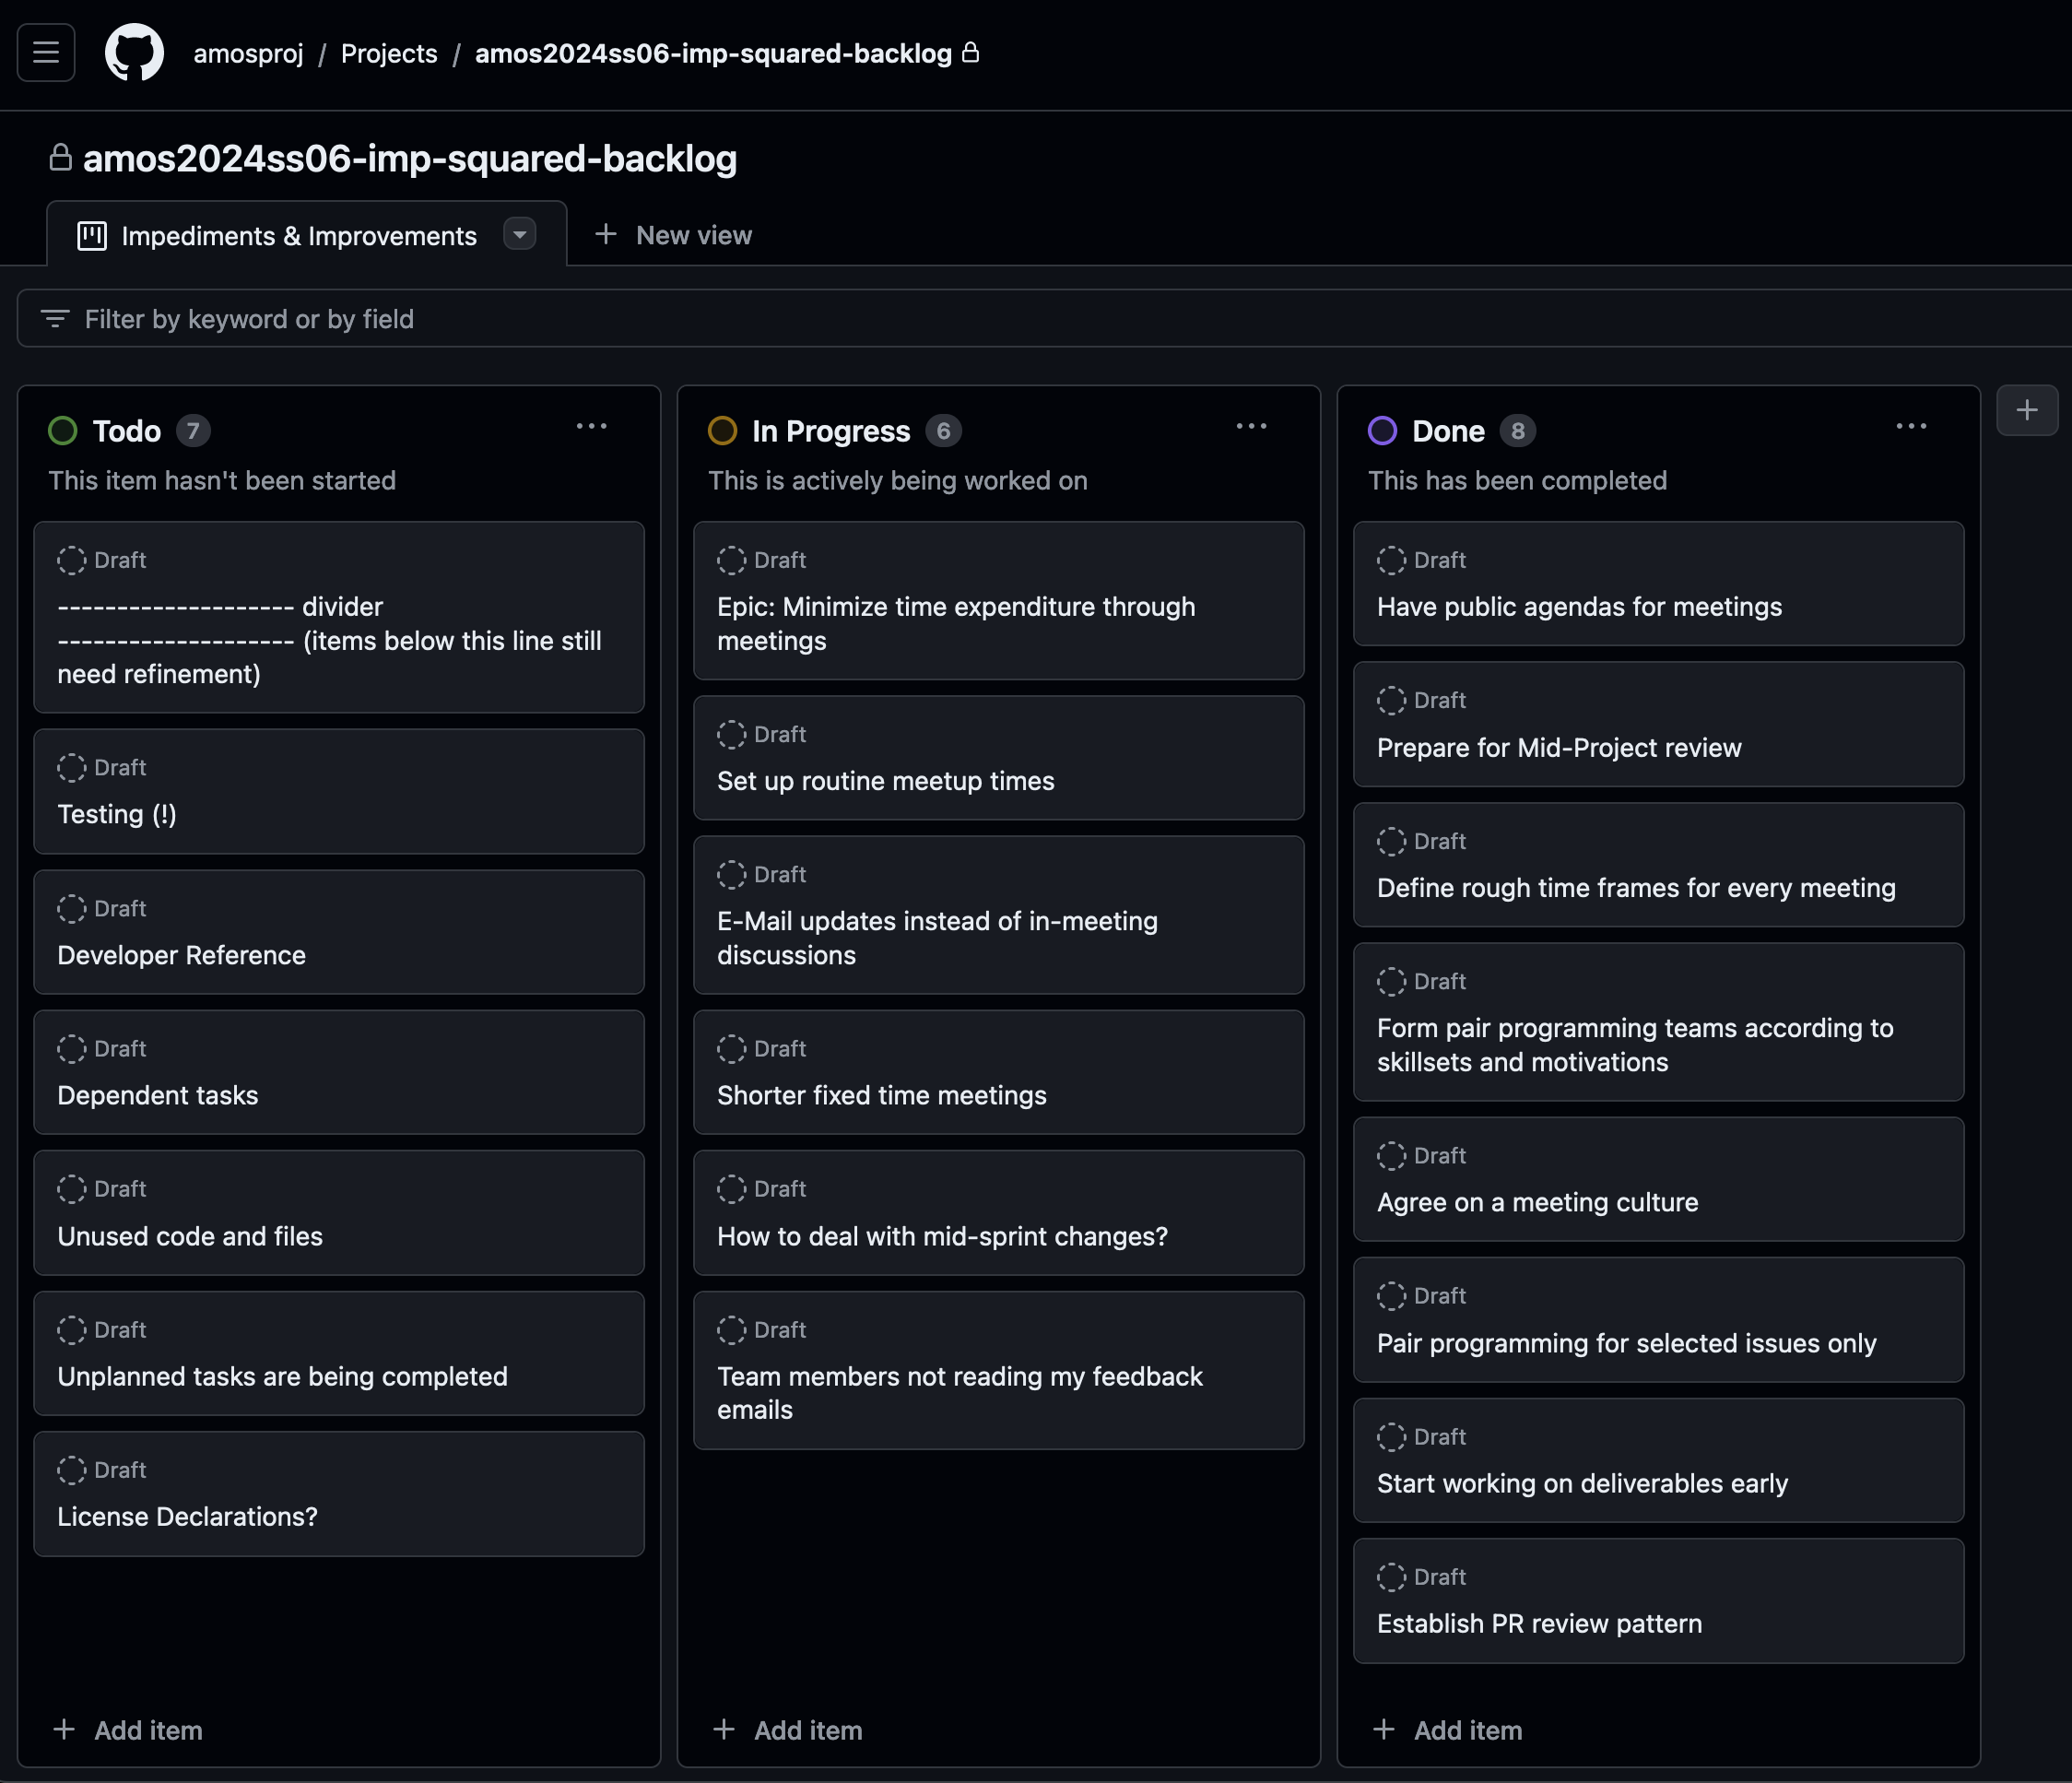 amosproj / Projects / amos2024ss06-imp-squared-backlog
amos2024ss06-imp-squared-backlog
Impediments & Improvements
New view
Filter by keyword or by field
Todo 7
This item hasn't been started
Draft
-------------------- divider
-------------------- (items below this line still
need refinement)
Draft
Testing (!)
Draft
Developer Reference
Draft
Dependent tasks
Draft
Unused code and files
Draft
Unplanned tasks are being completed
Draft
License Declarations?
Add item
In Progress 6
This is actively being worked on
Draft
Epic: Minimize time expenditure through
meetings
Draft
Set up routine meetup times
Draft
E-Mail updates instead of in-meeting
discussions
Draft
Shorter fixed time meetings
Draft
How to deal with mid-sprint changes?
Draft
Team members not reading my feedback
emails
Add item
Done 8
This has been completed
Draft
Have public agendas for meetings
Draft
Prepare for Mid-Project review
Draft
Define rough time frames for every meeting
Draft
Form pair programming teams according to
skillsets and motivations
Draft
Agree on a meeting culture
Draft
Pair programming for selected issues only
Draft
Start working on deliverables early
Draft
Establish PR review pattern
Add item